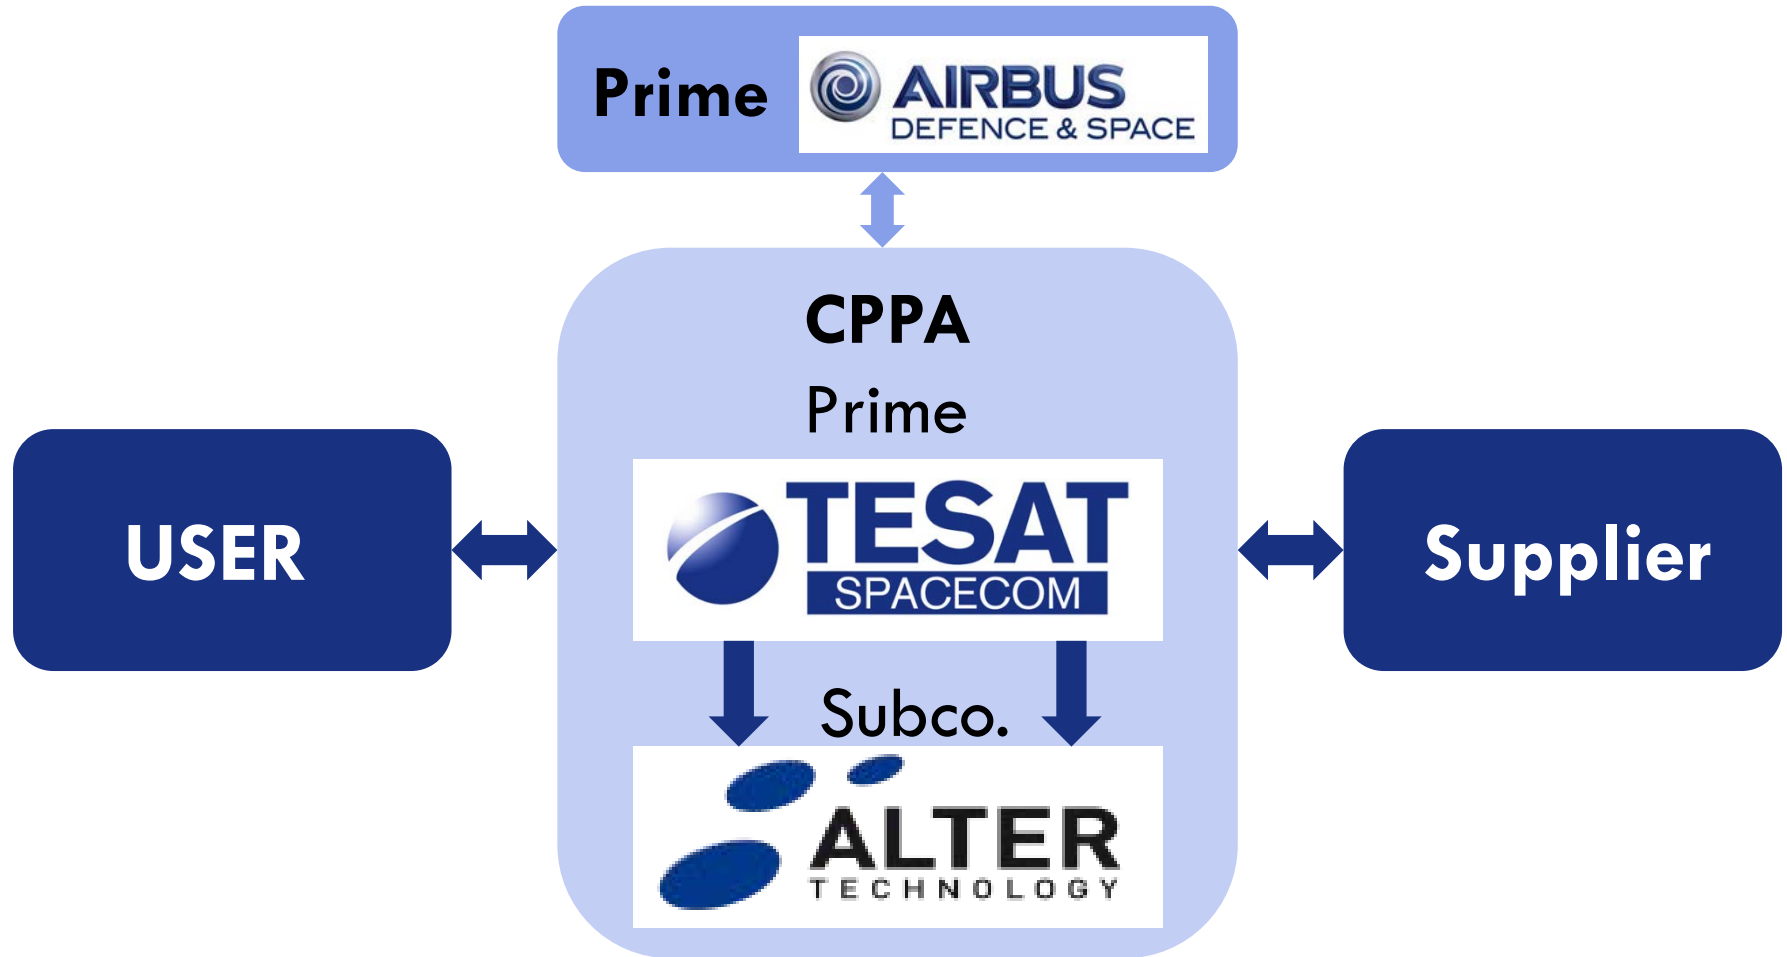 Prime
AIRBUS
DEFENCE & SPACE
CPPA
Prime
USER
TESAT
SPACECOM
Supplier
Subco.
ALTER
TECHNOLOGY